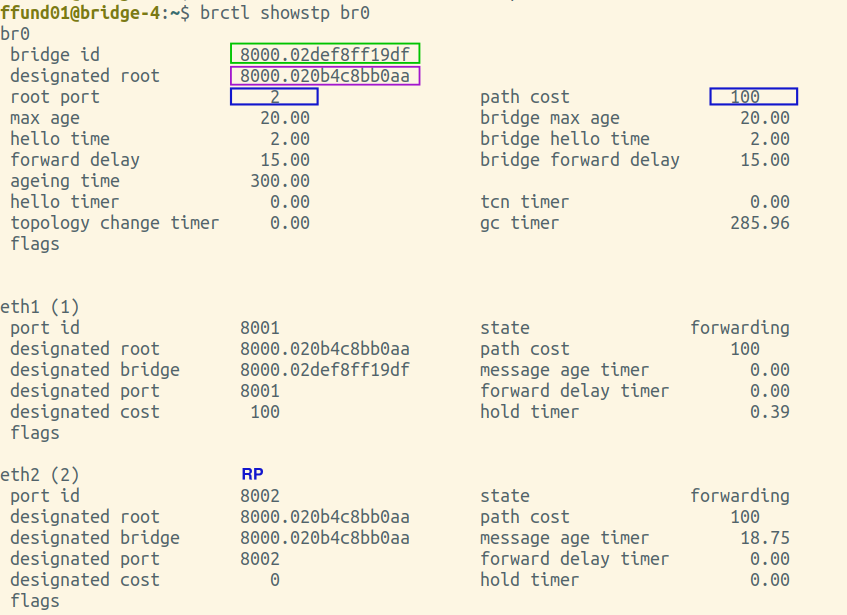 ffund01@bridge-4:~$ brctl showstp br0
br0
bridge id 8000.02def8ff19df
designated root 8000.020b4c8bb0aa
root port 2 path cost 100
max age 20.00 bridge max age 20.00
hello time 2.00 bridge hello time 2.00
forward delay 15.00 bridge forward delay 15.00
ageing time 300.00
hello timer 0.00 tcn timer 0.00
topology change timer 0.00 gc timer 285.96
flags
eth1 (1)
port id 8001 state forwarding
designated root 8000.020b4c8bb0aa path cost 100
designated bridge 8000.02def8ff19df message age timer 0.00
designated port 8001 forward delay timer 0.00
designated cost 100 hold timer 0.39
flags
eth2 (2) RP
port id 8002 state forwarding
designated root 8000.020b4c8bb0aa path cost 100
designated bridge 8000.020b4c8bb0aa message age timer 18.75
designated port 8002 forward delay timer 0.00
designated cost 0 hold timer 0.00
flags